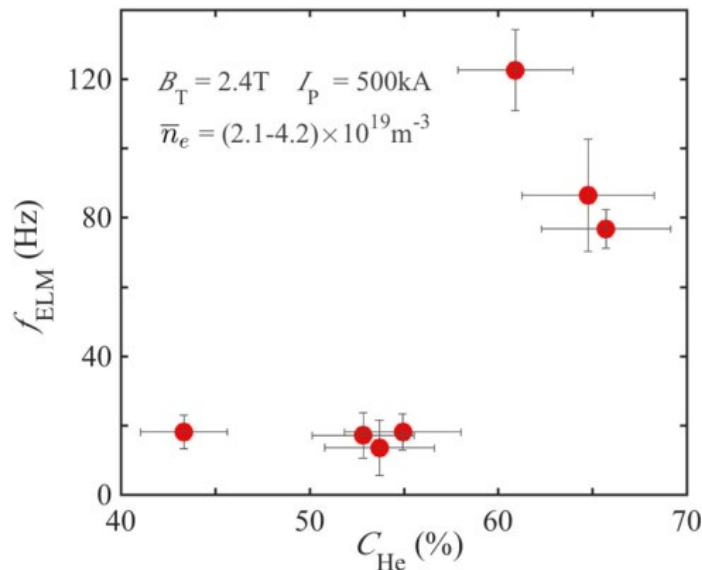 120
B_T = 2.4T I_P = 500kA
n̅_e = (2.1-4.2)×10^19 m^-3
80
f_ELM (Hz)
40
0
40 50 60 70
C_He (%)